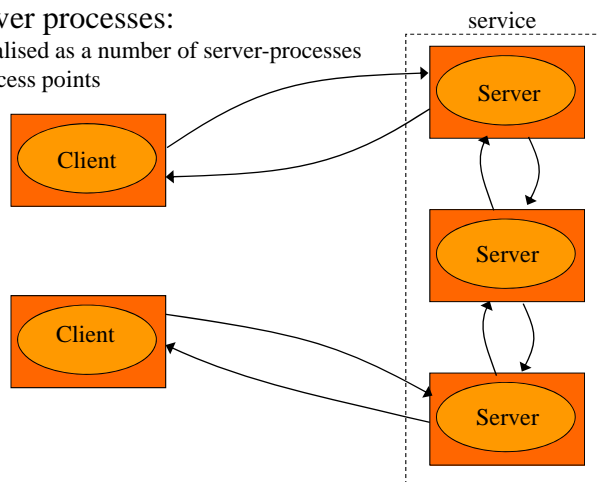 ver processes:
service
alised as a number of server-processes
cess points
Server
Client
Server
Client
Server